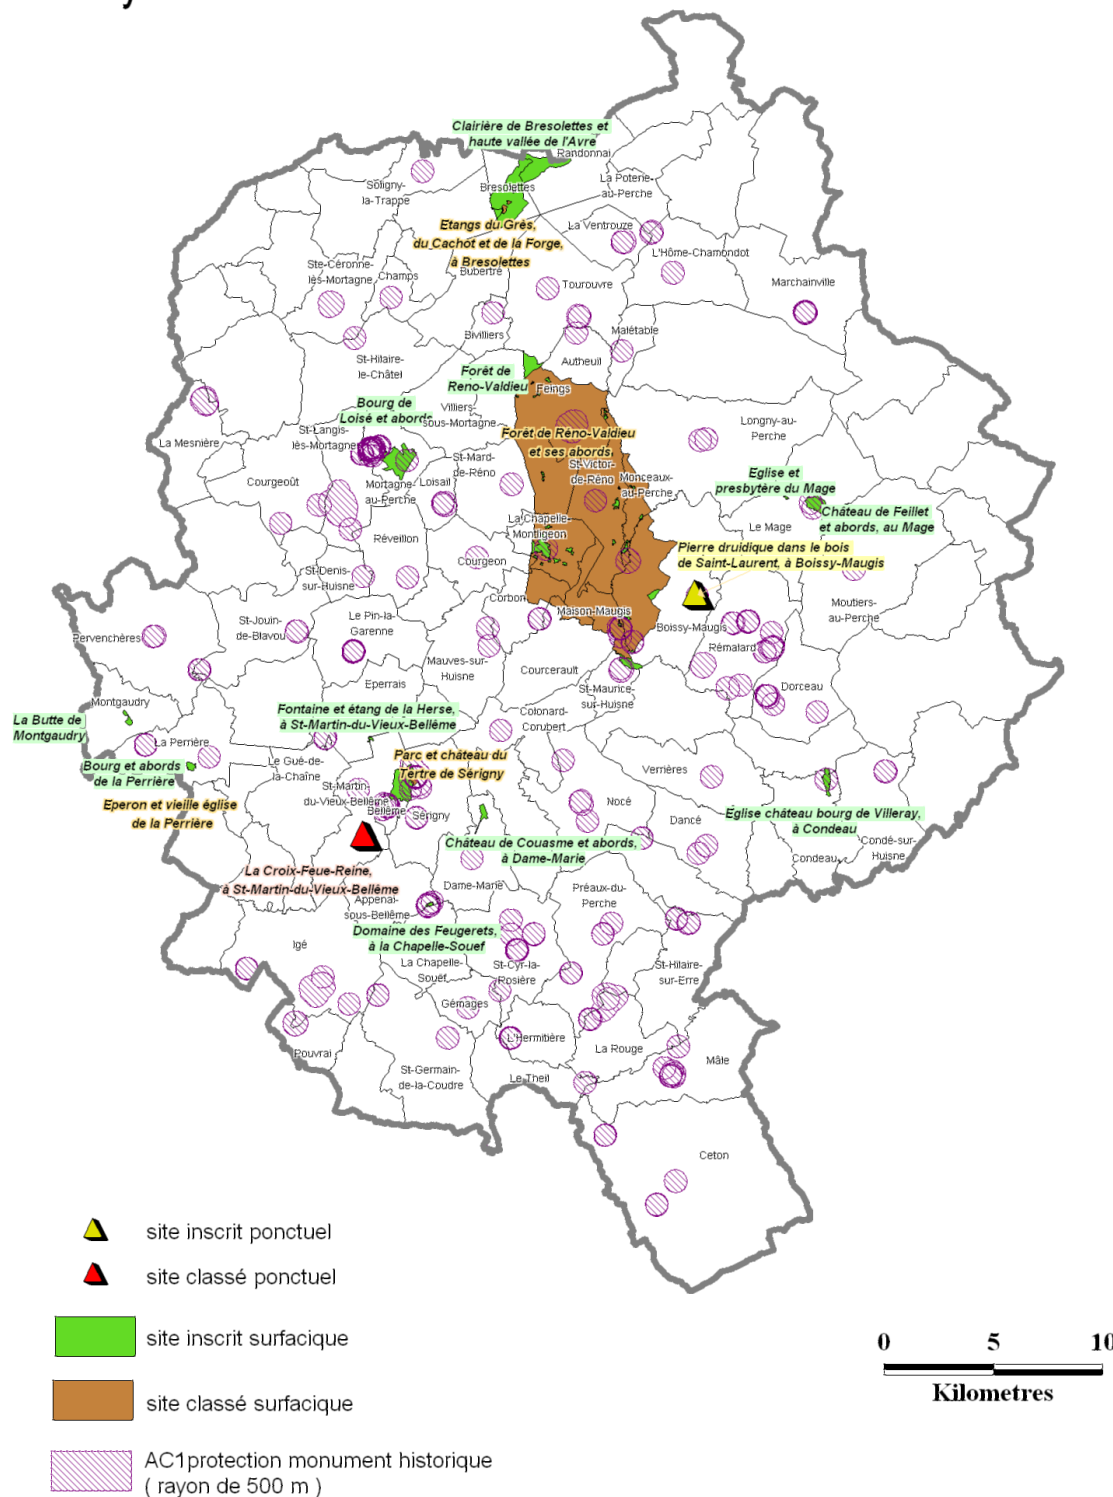 Clairière de Bresolettes et
haute vallée de l'Avre
Randonnai
Soligny-
la-Trappe
Bresolettes
La Poterie-
au-Perche
Etangs du Grès,
du Cachot et de la Forge,
à Bresolettes
La Ventrouze
L'Hôme-Chamondot
Ste-Céronne-
lès-Mortagne
Champs
Bubertré
Tourouvre
Marchainville
Bivilliers
Malétable
St-Hilaire-
le-Châtel
Autheuil
Forêt de
Reno-Valdieu
Feings
Bourg de
Loisé et abords
Villiers-
sous-Mortagne
La Mesnière
St-Langis-
lès-Mortagne
Forêt de Réno-Valdieu
et ses abords
Longny-au-
Perche
St-Mard-
de-Réno
St-Victor-
de-Réno
Courgeoût
Mortagne-
au-Perche
Loisail
Monceaux-
au-Perche
Eglise et
presbytère du Mage
Château de Feillet
et abords, au Mage
Le Mage
La Chapelle-
Montligeon
Réveillon
Courgeon
Pierre druidique dans le bois
de Saint-Laurent, à Boissy-Maugis
St-Denis-
sur-Huisne
Corbon
Maison-Maugis
Moutiers-
au-Perche
St-Jouin-
de-Blavou
Le Pin-la-
Garenne
Boissy-Maugis
Pervenchères
Rémalard
Mauves-sur-
Huisne
Courcerault
Eperrais
St-Maurice-
sur-Huisne
Dorceau
Montgaudry
La Butte de
Montgaudry
Fontaine et étang de la Herse,
à St-Martin-du-Vieux-Bellême
Colonard-
Corubert
La Perrière
Bourg et abords
de la Perrière
Le Gué-de-
la-Chaîne
Parc et château du
Tertre de Sérigny
Verrières
St-Martin-
du-Vieux-Bellême
Bellême
Sérigny
Nocé
Eperon et vieille église
de la Perrière
Dancé
Eglise château bourg de Villeray,
à Condeau
Château de Couasme et abords,
à Dame-Marie
Condeau
Condé-sur-
Huisne
La Croix-Feue-Reine,
à St-Martin-du-Vieux-Bellême
Dame-Marie
Préaux-du-
Perche
Appenai-
sous-Bellême
Domaine des Feugerets,
à la Chapelle-Souef
Igé
La Chapelle-
Souëf
St-Cyr-la-
Rosière
St-Hilaire-
sur-Erre
Gémages
L'Hermitière
La Rouge
Pouvrai
Mâle
St-Germain-
de-la-Coudre
Le Theil
Ceton
site inscrit ponctuel
site classé ponctuel
site inscrit surfacique
site classé surfacique
AC1protection monument historique
( rayon de 500 m )
0 5 10
Kilometres